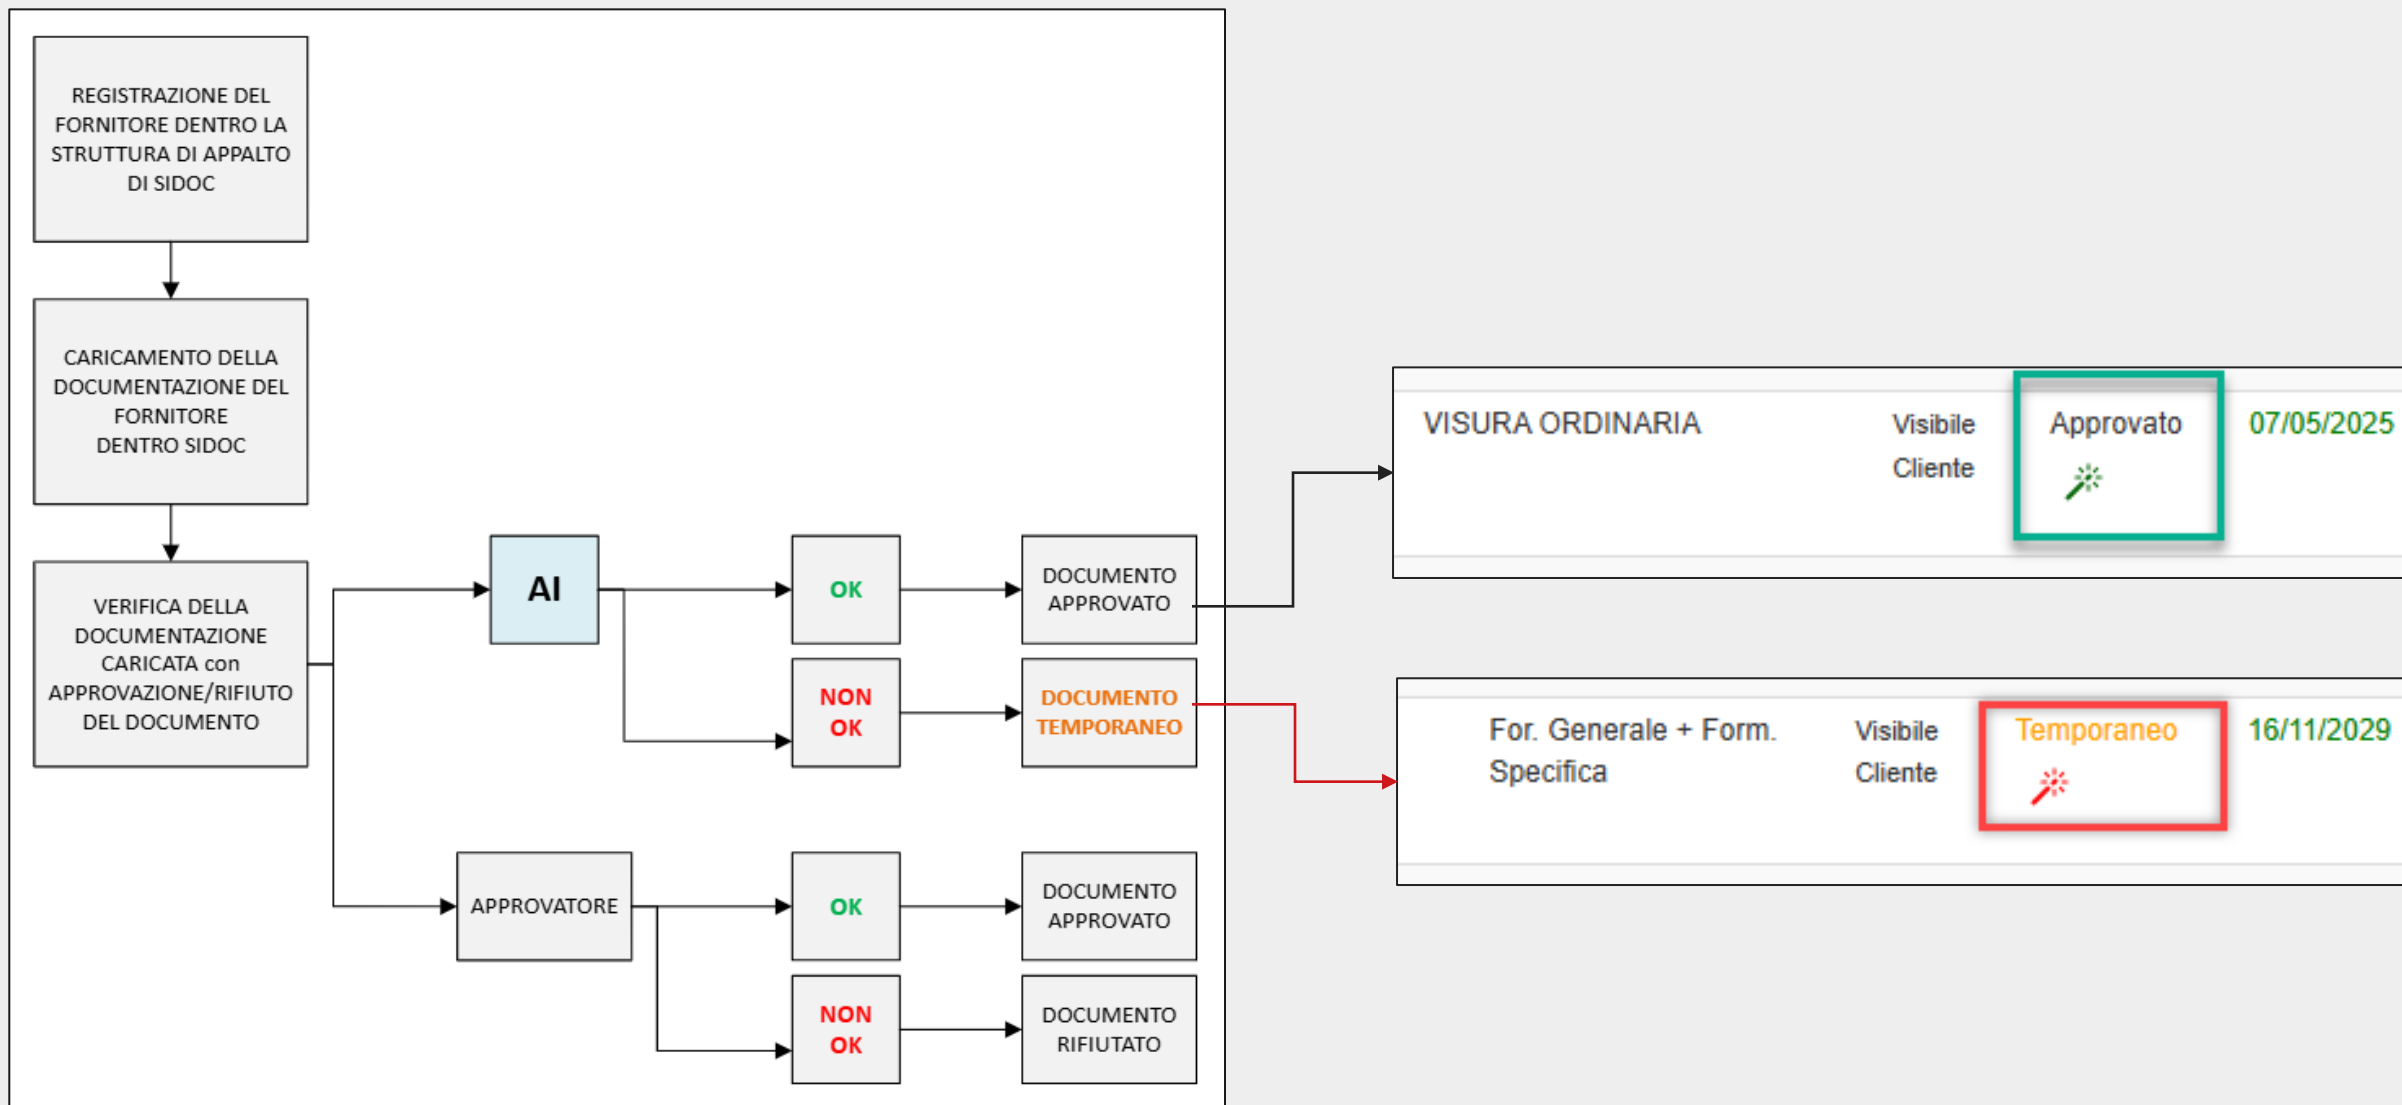 REGISTRAZIONE DEL
FORNITORE DENTRO LA
STRUTTURA DI APPALTO
DI SIDOC
CARICAMENTO DELLA
DOCUMENTAZIONE DEL
FORNITORE
DENTRO SIDOC
VERIFICA DELLA
DOCUMENTAZIONE
CARICATA con
APPROVAZIONE/RIFIUTO
DEL DOCUMENTO
AI
OK
DOCUMENTO
APPROVATO
NON
OK
DOCUMENTO
TEMPORANEO
APPROVATORE
OK
DOCUMENTO
APPROVATO
NON
OK
DOCUMENTO
RIFIUTATO
VISURA ORDINARIA
Visibile
Cliente
Approvato
07/05/2025
For. Generale + Form.
Specifica
Visibile
Cliente
Temporaneo
16/11/2029